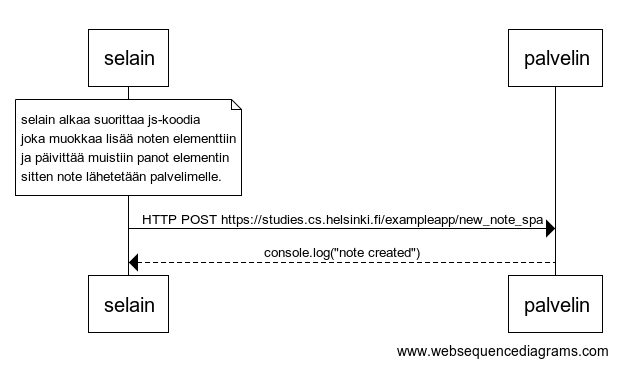 selain
palvelin
selain alkaa suorittaa js-koodia
joka muokkaa lisää noten elementtiin
ja päivittää muistiin panot elementin
sitten note lähetetään palvelimelle.
HTTP POST https://studies.cs.helsinki.fi/exampleapp/new_note_spa
console.log("note created")
selain
palvelin
www.websequencediagrams.com